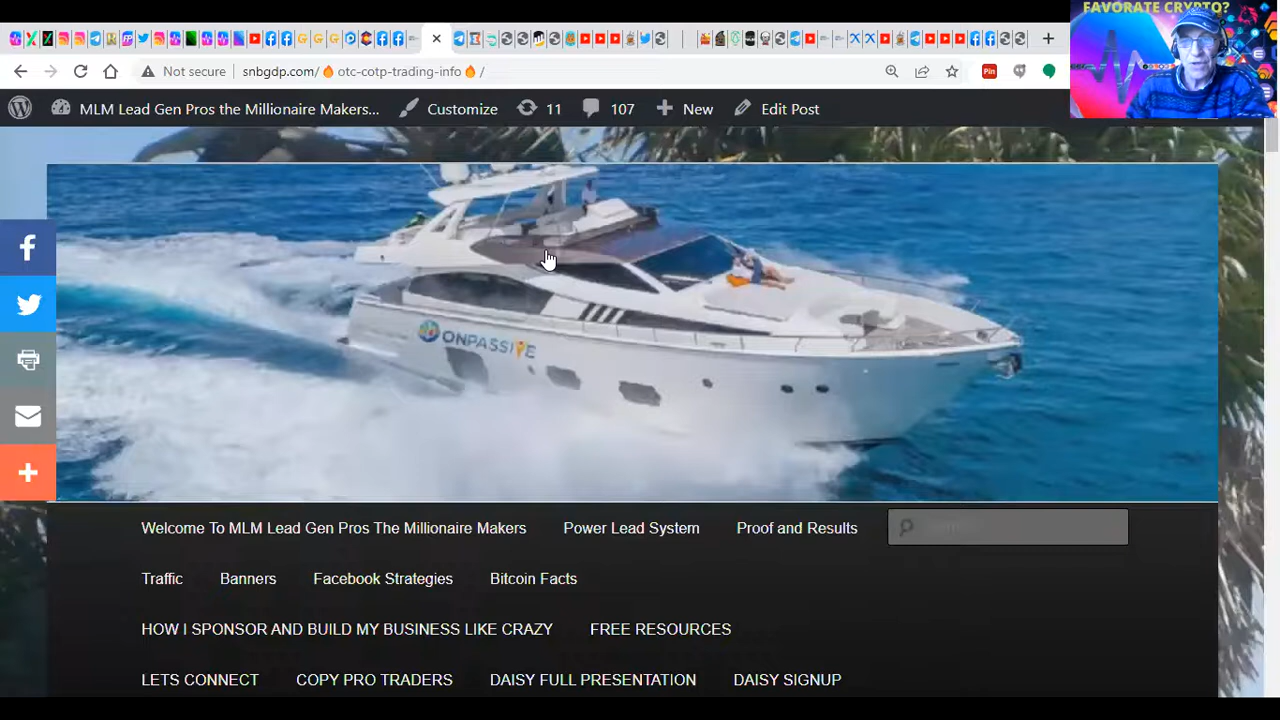 FAVORATE CRYPTO?
Not secure
snbgdp.com/🔥otc-cotp-trading-info🔥/
Pin
MLM Lead Gen Pros the Millionaire Makers...
Customize
11
107
New
Edit Post
ONPASSIVE
Welcome To MLM Lead Gen Pros The Millionaire Makers
Power Lead System
Proof and Results
Traffic
Banners
Facebook Strategies
Bitcoin Facts
HOW I SPONSOR AND BUILD MY BUSINESS LIKE CRAZY
FREE RESOURCES
LETS CONNECT
COPY PRO TRADERS
DAISY FULL PRESENTATION
DAISY SIGNUP